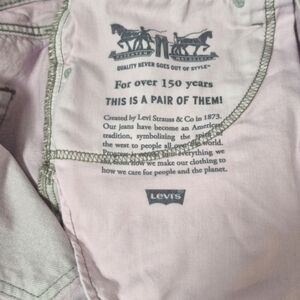 QUALITY NEVER GOES OUT OF STYLE™
For over 150 years
THIS IS A PAIR OF THEM!
Created by Levi Strauss & Co in 1873.
Our jeans have become an American
tradition, symbolizing the spirit of
the west to people all over the world.
everything we
from how we make our clothing to
how we care for people and the planet.
Levi's